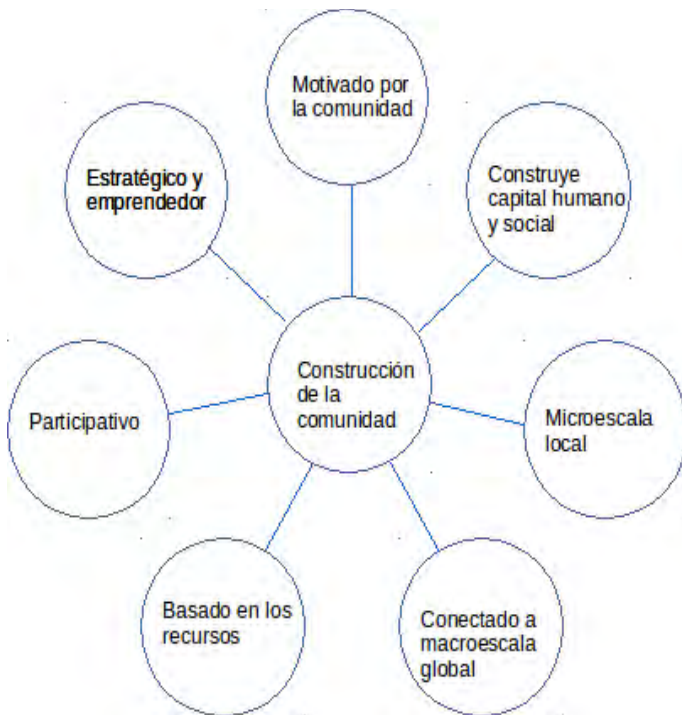 Motivado por
la comunidad
Estratégico y
emprendedor
Construye
capital humano
y social
Construcción
de la
comunidad
Participativo
Microescala
local
Basado en los
recursos
Conectado a
macroescala
global